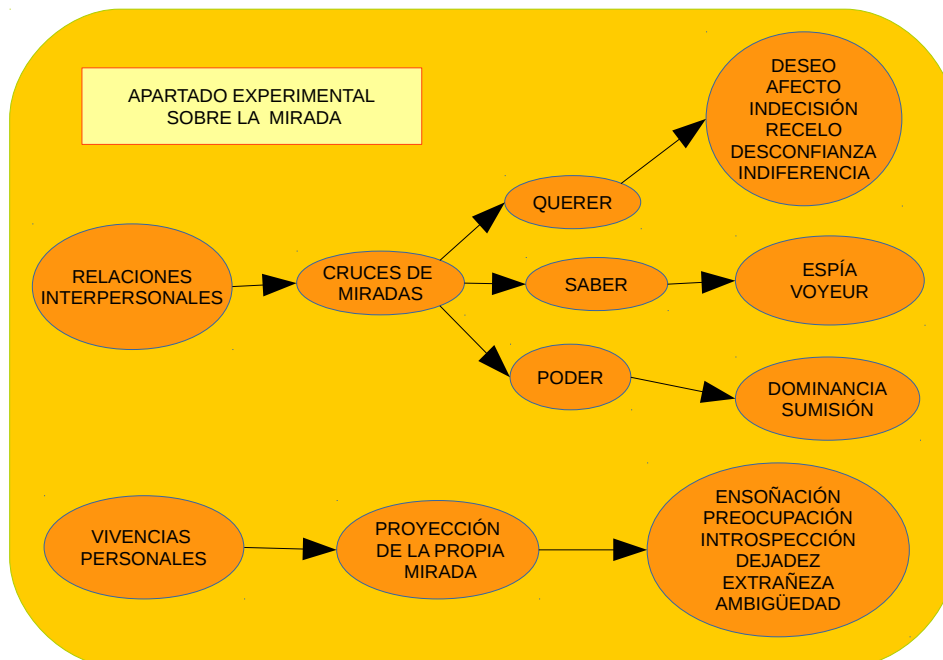 APARTADO EXPERIMENTAL
SOBRE LA MIRADA
RELACIONES
INTERPERSONALES
CRUCES DE
MIRADAS
QUERER
DESEO
AFECTO
INDECISIÓN
RECELO
DESCONFIANZA
INDIFERENCIA
SABER
ESPÍA
VOYEUR
PODER
DOMINANCIA
SUMISIÓN
VIVENCIAS
PERSONALES
PROYECCIÓN
DE LA PROPIA
MIRADA
ENSOÑACIÓN
PREOCUPACIÓN
INTROSPECCIÓN
DEJADEZ
EXTRAÑEZA
AMBIGÜEDAD